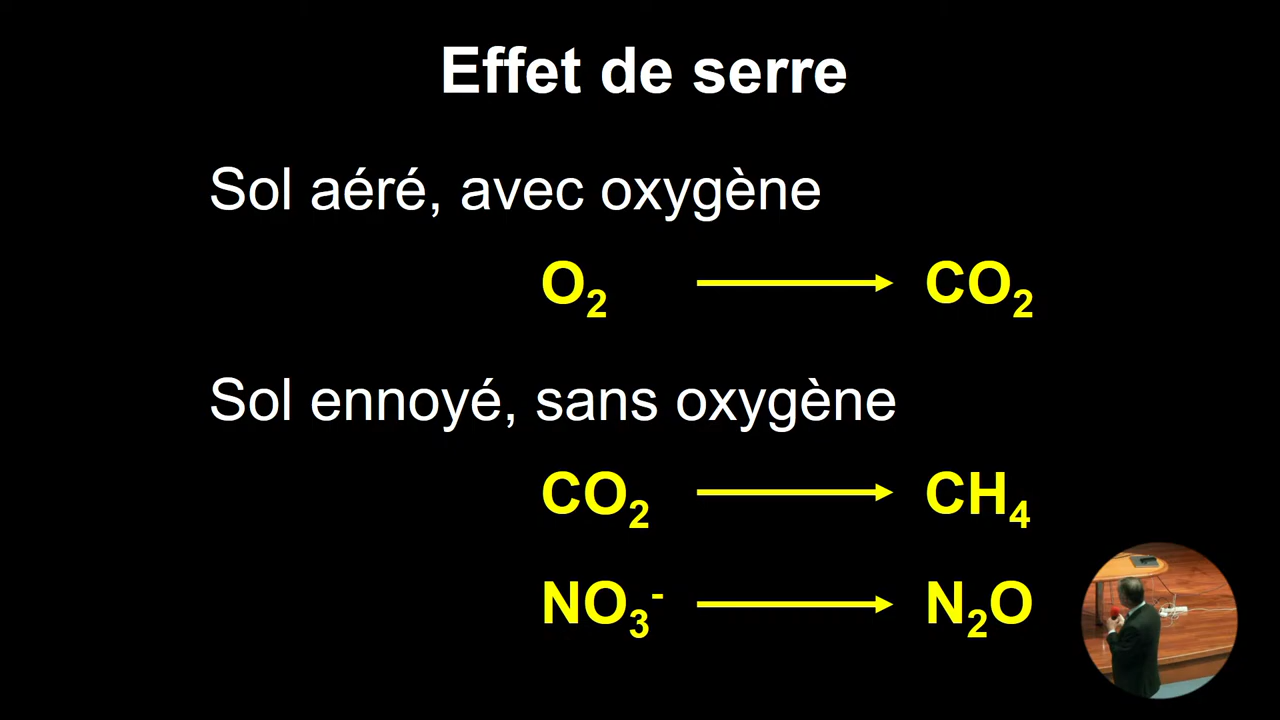 Effet de serre
Sol aéré, avec oxygène
O₂ → CO₂
Sol ennoyé, sans oxygène
CO₂ → CH₄
NO₃⁻ → N₂O